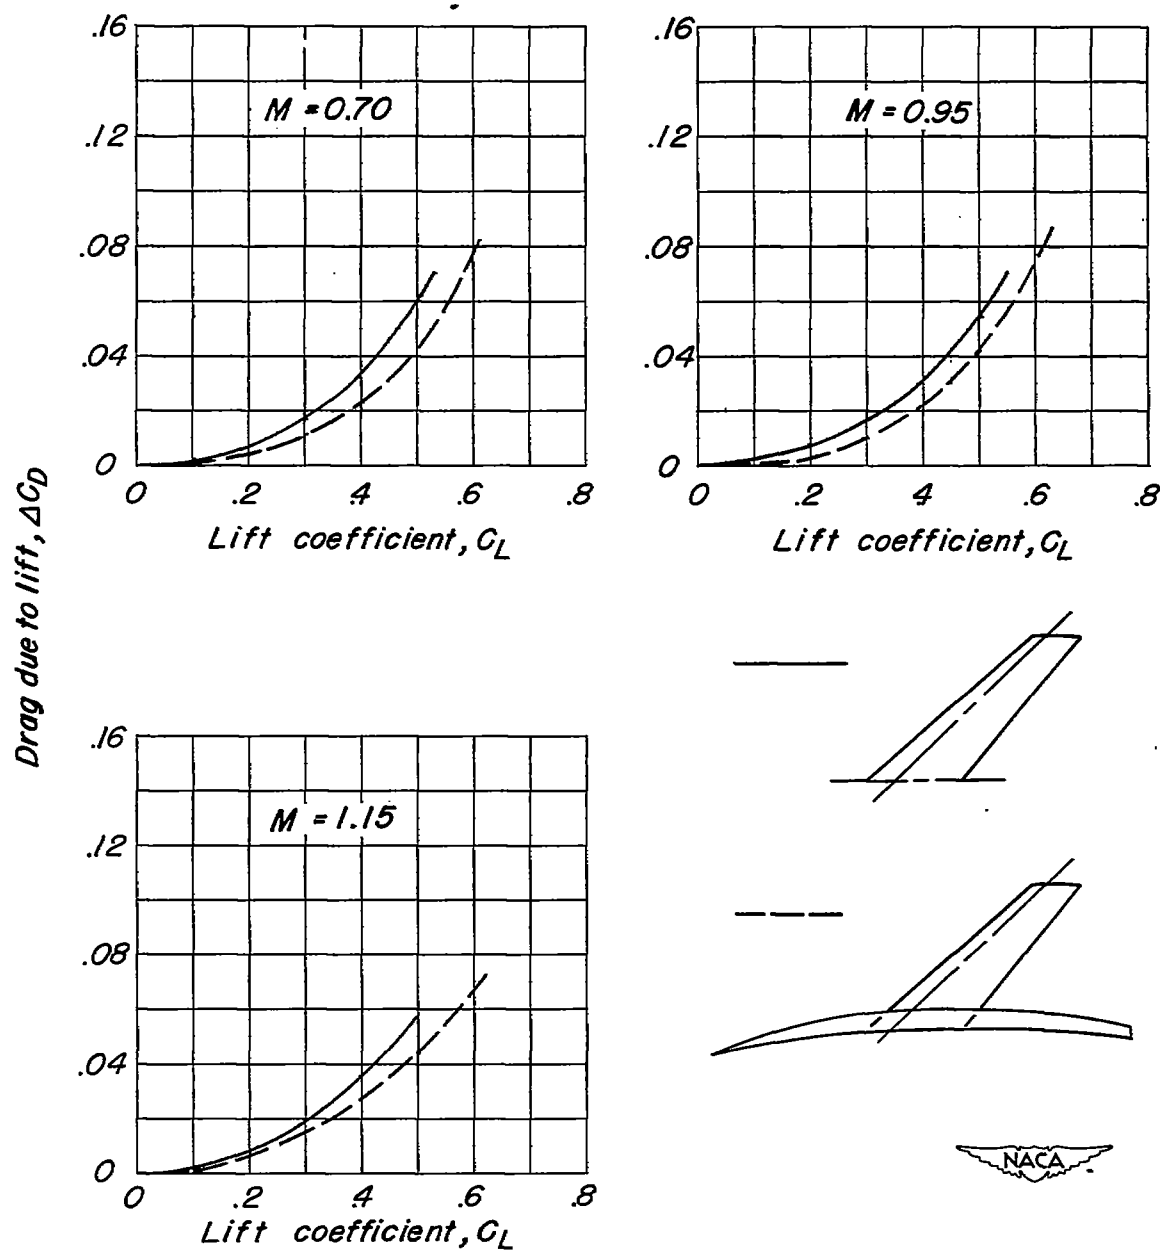 .16
.12
.08
.04
0
M = 0.70
0 .2 .4 .6 .8
Lift coefficient, C_L
.16
.12
.08
.04
0
M = 0.95
0 .2 .4 .6 .8
Lift coefficient, C_L
Drag due to lift, ΔC_D
.16
.12
.08
.04
0
M = 1.15
0 .2 .4 .6 .8
Lift coefficient, C_L
NACA